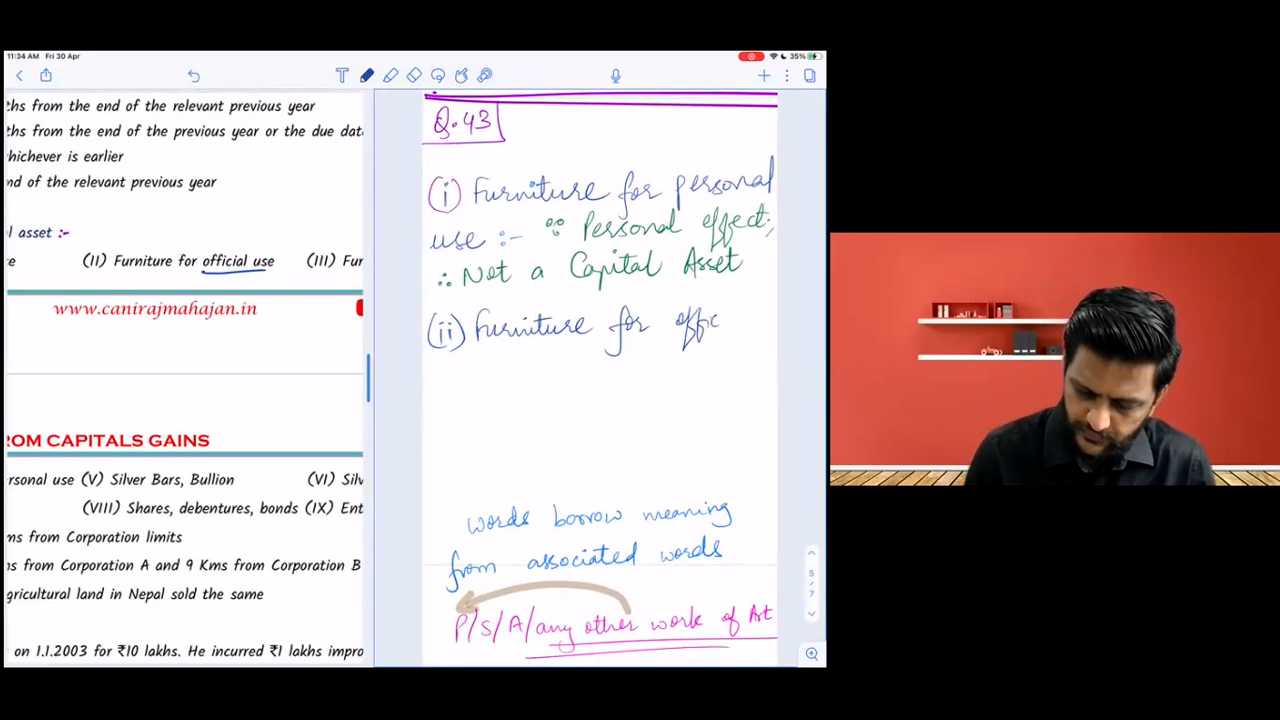 11:34 AM Fri 30 Apr
35%
ths from the end of the relevant previous year
ths from the end of the previous year or the due dat
hichever is earlier
nd of the relevant previous year
al asset :-
e (II) Furniture for official use (III) Fur
www.canirajmahajan.in
ROM CAPITALS GAINS
ersonal use (V) Silver Bars, Bullion (VI) Silv
(VIII) Shares, debentures, bonds (IX) Ent
ms from Corporation limits
ms from Corporation A and 9 Kms from Corporation B
gricultural land in Nepal sold the same
on 1.1.2003 for ₹10 lakhs. He incurred ₹1 lakhs impro
Q.43
(i) Furniture for personal
use :- ∵ Personal effect;
∴ Not a Capital Asset
(ii) Furniture for offic
words borrow meaning
from associated words
P/S/A/any other work of Art
5
/
7